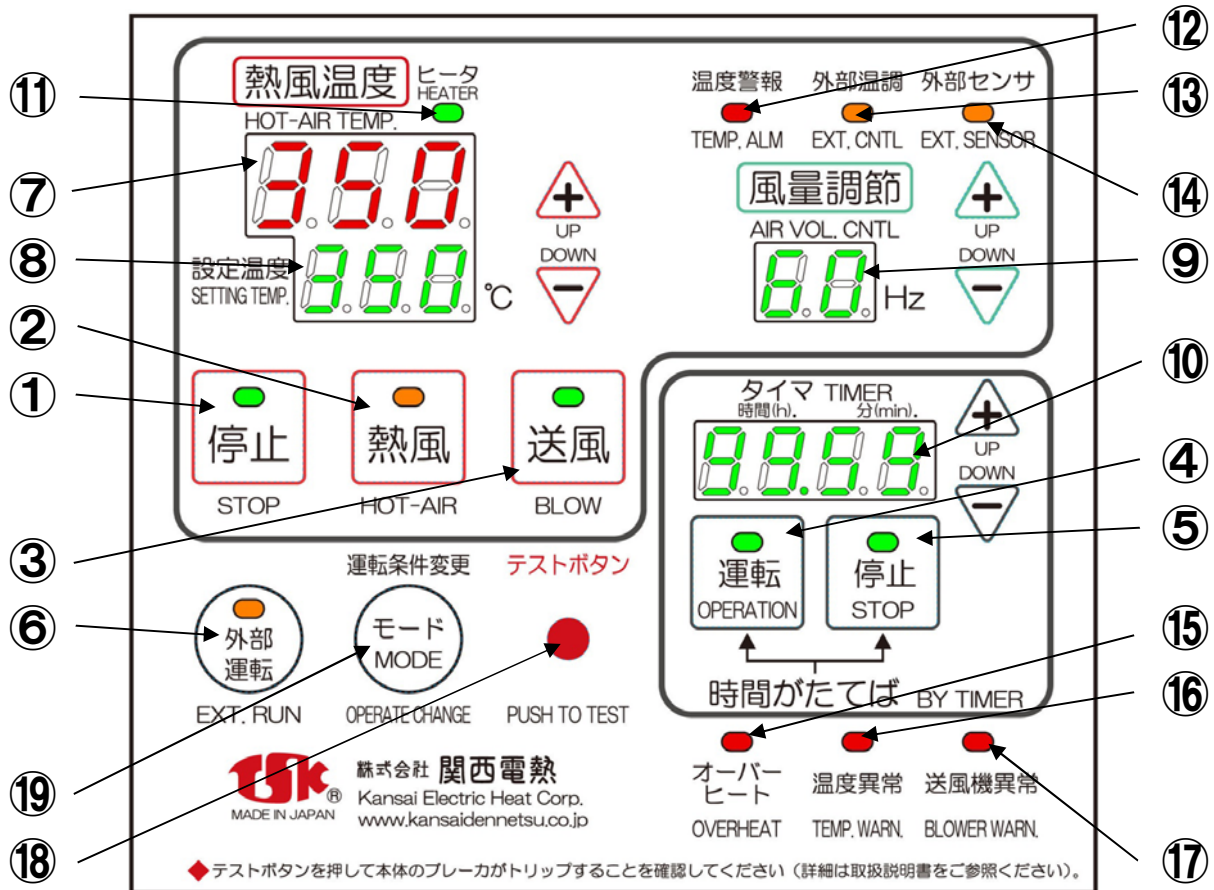 ⑫
熱風温度 ヒータ
HEATER
温度警報 外部温調 外部センサ
⑪
⑬
HOT-AIR TEMP.
TEMP. ALM EXT. CNTL EXT. SENSOR
⑦
350
+
UP
風量調節
+
UP
⑭
AIR VOL. CNTL
⑧
設定温度
SETTING TEMP.
350
℃
DOWN
−
60
Hz
DOWN
−
⑨
②
①
停止
STOP
熱風
HOT-AIR
送風
BLOW
タイマ TIMER
時間(h). 分(min).
99.59
+
UP
DOWN
−
⑩
④
運転
OPERATION
停止
STOP
⑤
③
時間がたてば BY TIMER
運転条件変更 テストボタン
⑥
外部
運転
EXT. RUN
モード
MODE
OPERATE CHANGE
PUSH TO TEST
⑮
⑯
オーバー
ヒート
OVERHEAT
温度異常
TEMP. WARN.
送風機異常
BLOWER WARN.
⑲
TSK ®
MADE IN JAPAN
株式会社 関西電熱
Kansai Electric Heat Corp.
www.kansaidennetsu.co.jp
⑱
⑰
◆テストボタンを押して本体のブレーカがトリップすることを確認してください（詳細は取扱説明書をご参照ください）。